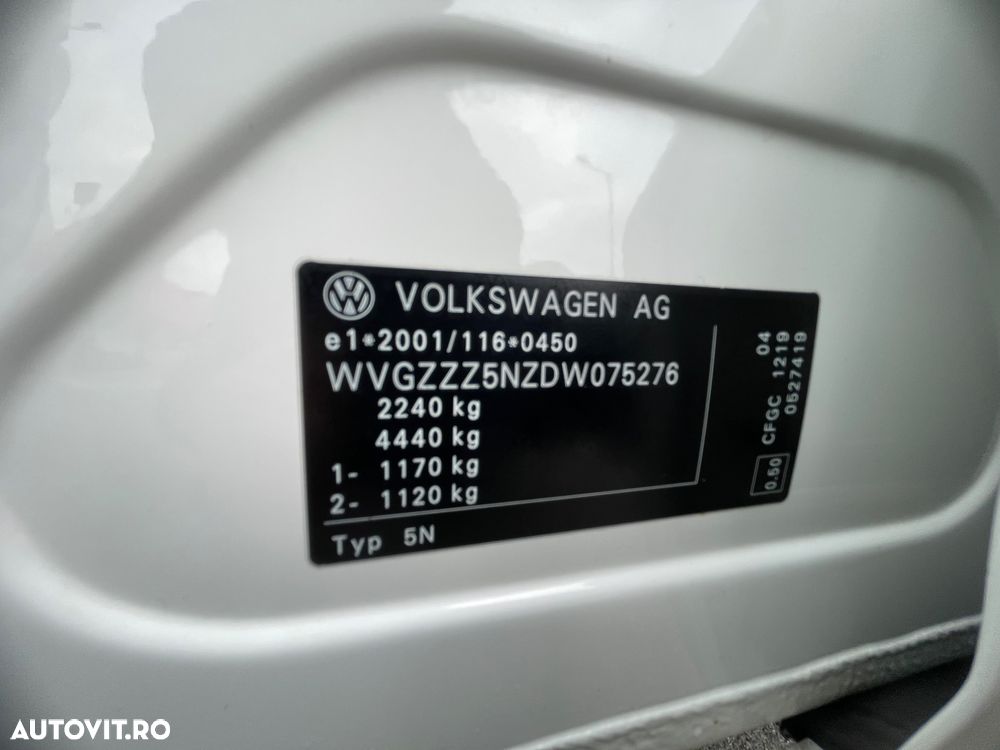 VOLKSWAGEN AG
e1*2001/116*0450
WVGZZZ5NZDW075276
2240 kg
4440 kg
1- 1170 kg
2- 1120 kg
Typ 5N
04
CFGC 1219
0527419
0.50
AUTOVIT.RO